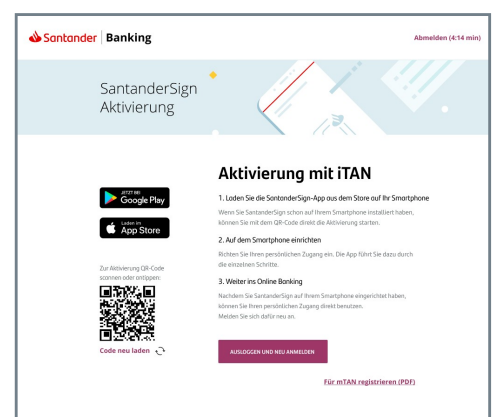 Santander Banking
Abmelden (4:14 min)
SantanderSign
Aktivierung
Aktivierung mit iTAN
JETZT BEI
Google Play
Laden im
App Store
1. Laden Sie die SantanderSign-App aus dem Store auf Ihr Smartphone
Wenn Sie SantanderSign schon auf Ihrem Smartphone installiert haben,
können Sie mit dem QR-Code direkt die Aktivierung starten.
2. Auf dem Smartphone einrichten
Richten Sie Ihren persönlichen Zugang ein. Die App führt Sie dazu durch
die einzelnen Schritte.
Zur Aktivierung QR-Code
scannen oder antippen:
Code neu laden
3. Weiter ins Online Banking
Nachdem Sie SantanderSign auf Ihrem Smartphone eingerichtet haben,
können Sie Ihren persönlichen Zugang direkt benutzen.
Melden Sie sich dafür neu an.
AUSLOGGEN UND NEU ANMELDEN
Für mTAN registrieren (PDF)